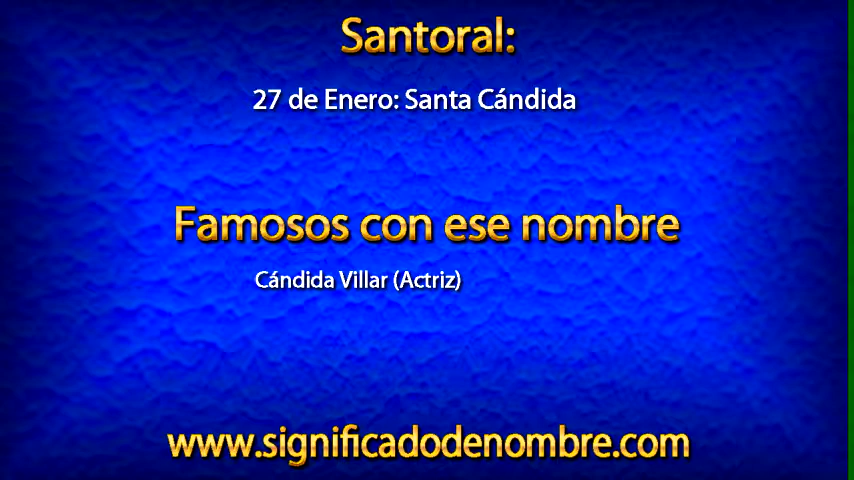 Santoral:
27 de Enero: Santa Cándida
Famosos con ese nombre
Cándida Villar (Actriz)
www.significadodenombre.com